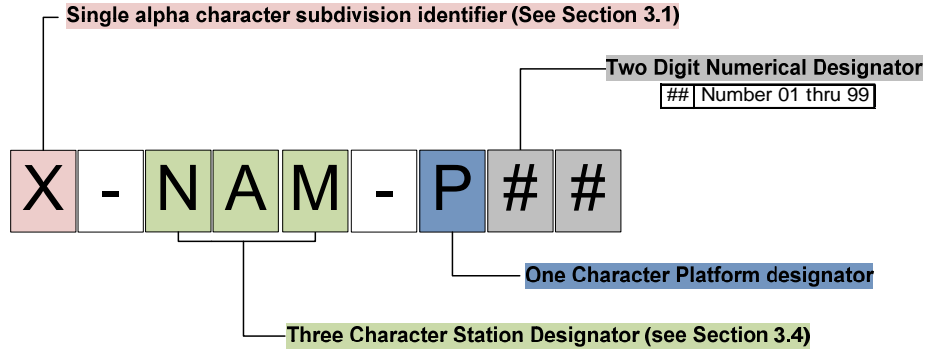 Single alpha character subdivision identifier (See Section 3.1)
Two Digit Numerical Designator
## Number 01 thru 99
X - N A M - P # #
One Character Platform designator
Three Character Station Designator (see Section 3.4)